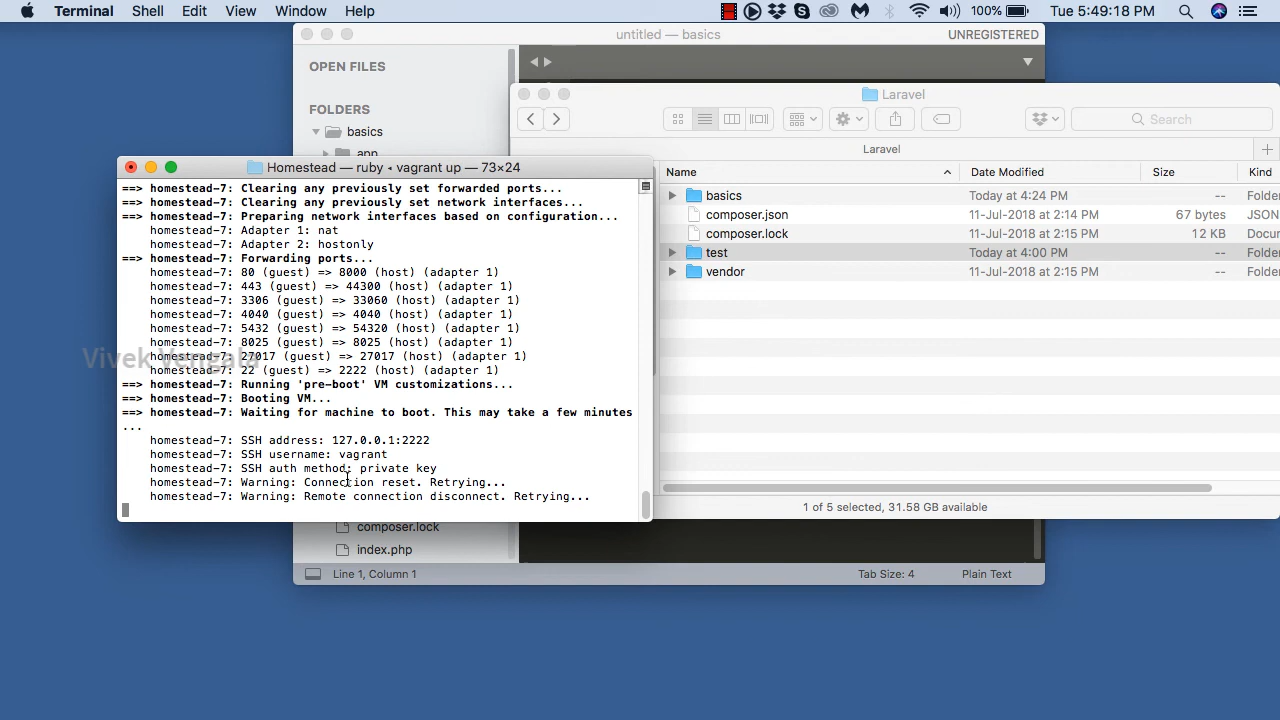 Terminal Shell Edit View Window Help 100% Tue 5:49:18 PM
untitled — basics UNREGISTERED
OPEN FILES
FOLDERS
basics
app
Laravel
Search
Laravel
Name Date Modified Size Kind
basics Today at 4:24 PM -- Folde
composer.json 11-Jul-2018 at 2:14 PM 67 bytes JSON
composer.lock 11-Jul-2018 at 2:15 PM 12 KB Docu
test Today at 4:00 PM -- Folde
vendor 11-Jul-2018 at 2:15 PM -- Folde
1 of 5 selected, 31.58 GB available
Homestead — ruby • vagrant up — 73×24
==> homestead-7: Clearing any previously set forwarded ports...
==> homestead-7: Clearing any previously set network interfaces...
==> homestead-7: Preparing network interfaces based on configuration...
homestead-7: Adapter 1: nat
homestead-7: Adapter 2: hostonly
==> homestead-7: Forwarding ports...
homestead-7: 80 (guest) => 8000 (host) (adapter 1)
homestead-7: 443 (guest) => 44300 (host) (adapter 1)
homestead-7: 3306 (guest) => 33060 (host) (adapter 1)
homestead-7: 4040 (guest) => 4040 (host) (adapter 1)
homestead-7: 5432 (guest) => 54320 (host) (adapter 1)
homestead-7: 8025 (guest) => 8025 (host) (adapter 1)
homestead-7: 27017 (guest) => 27017 (host) (adapter 1)
homestead-7: 22 (guest) => 2222 (host) (adapter 1)
==> homestead-7: Running 'pre-boot' VM customizations...
==> homestead-7: Booting VM...
==> homestead-7: Waiting for machine to boot. This may take a few minutes
...
homestead-7: SSH address: 127.0.0.1:2222
homestead-7: SSH username: vagrant
homestead-7: SSH auth method: private key
homestead-7: Warning: Connection reset. Retrying...
homestead-7: Warning: Remote connection disconnect. Retrying...
Vivek Vengala
composer.lock
index.php
Line 1, Column 1 Tab Size: 4 Plain Text